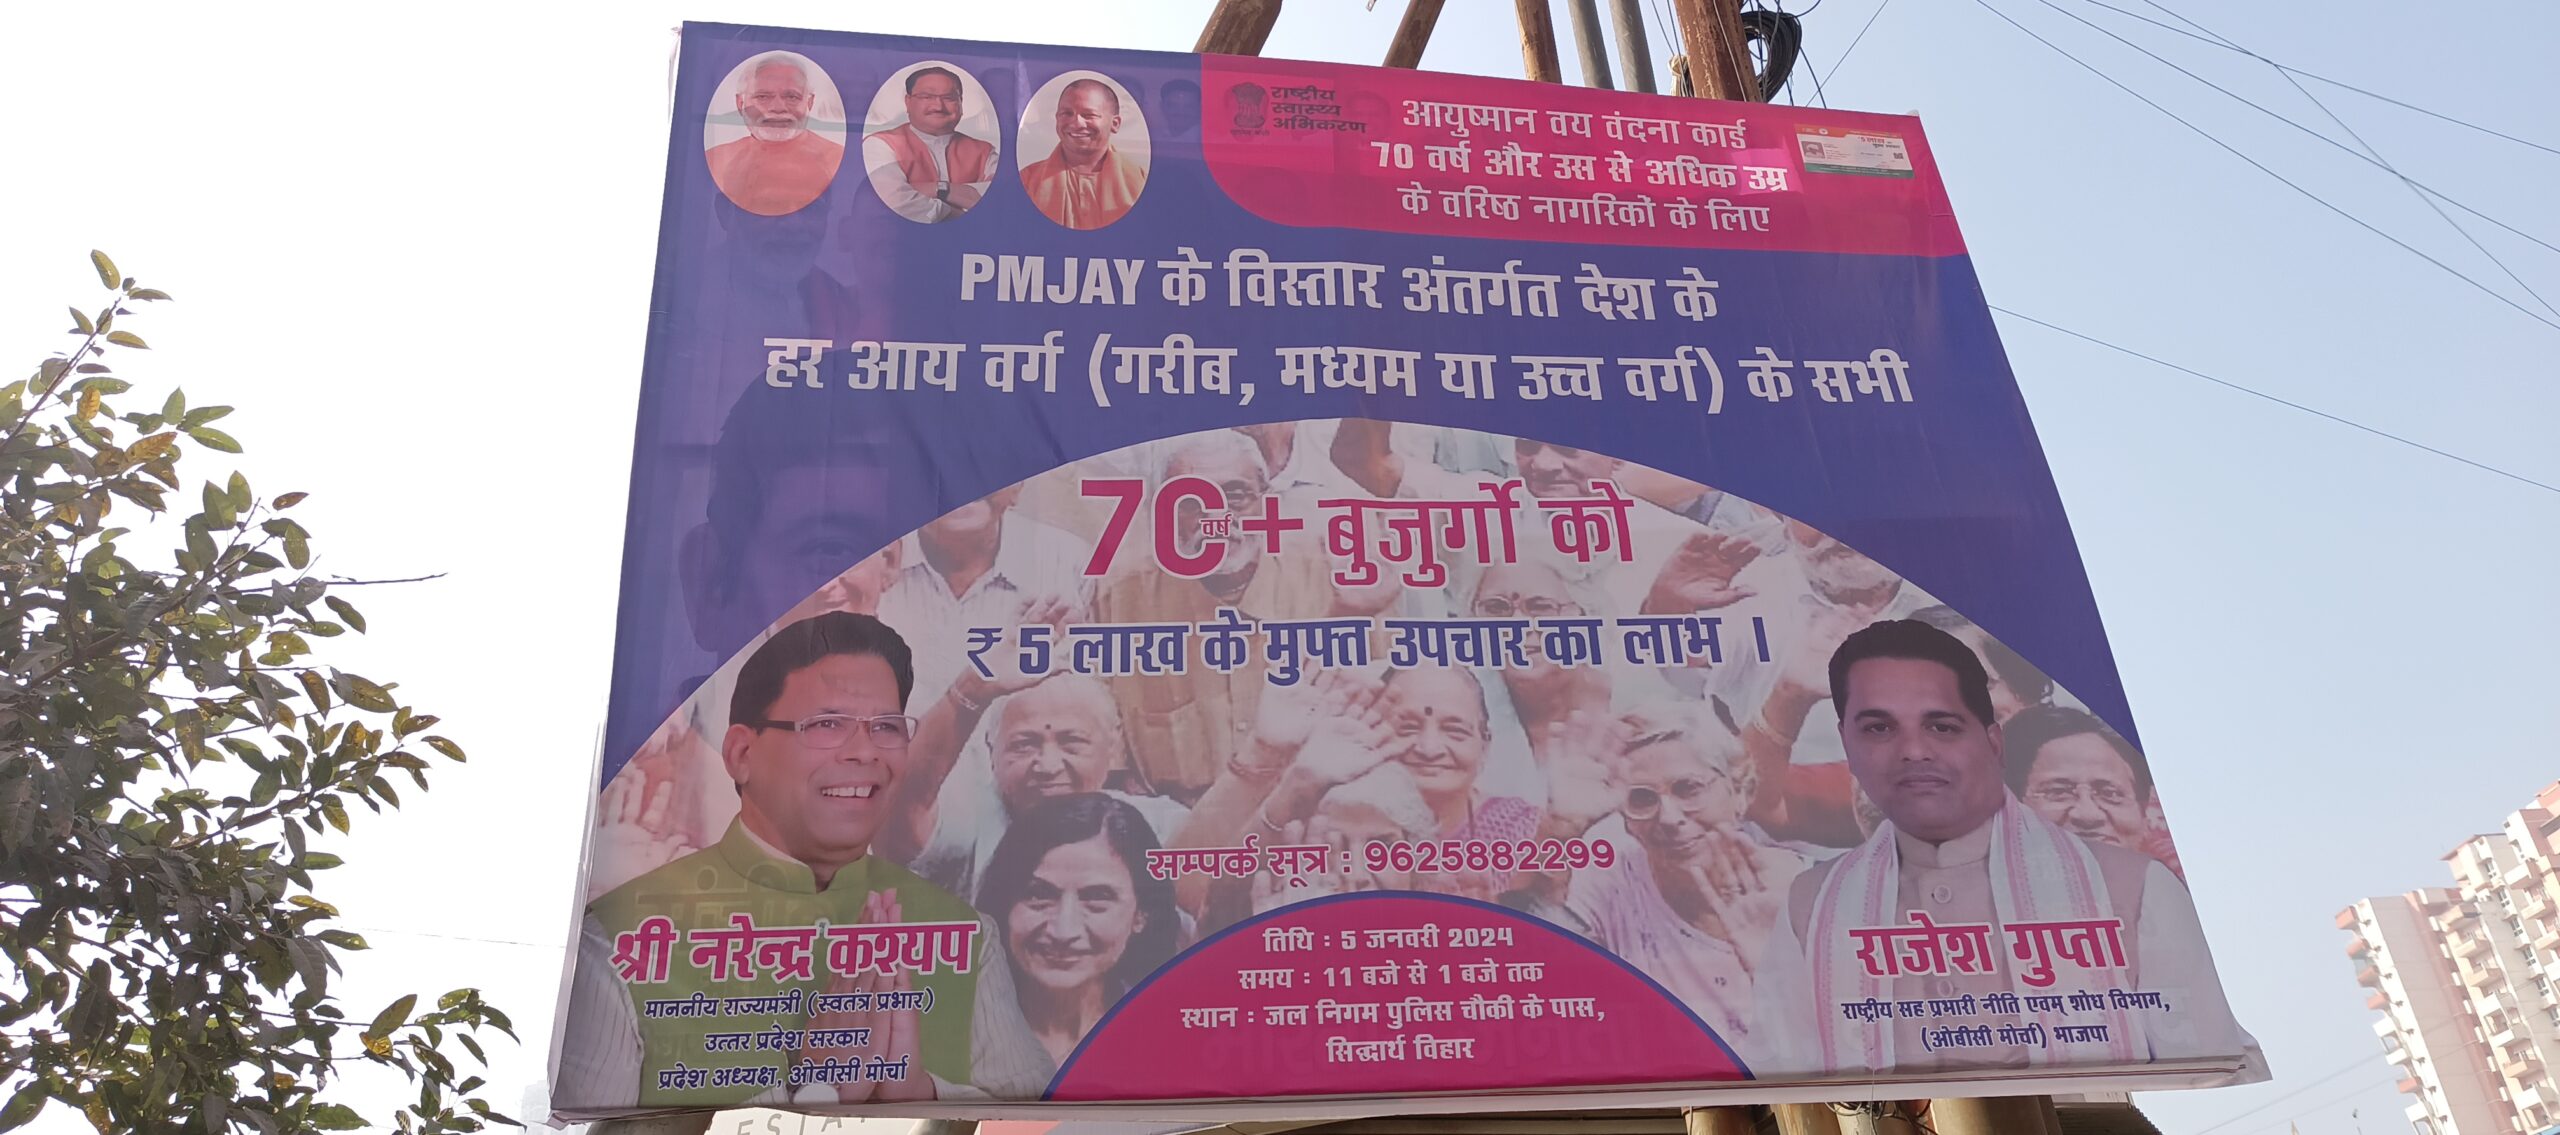 राष्ट्रीय
स्वास्थ्य
अभिकरण
आयुष्मान वय वंदना कार्ड
70 वर्ष और उस से अधिक उम्र
के वरिष्ठ नागरिकों के लिए
PMJAY के विस्तार अंतर्गत देश के
हर आय वर्ग (गरीब, मध्यम या उच्च वर्ग) के सभी
70 वर्ष + बुजुर्गो को
₹ 5 लाख के मुफ्त उपचार का लाभ ।
सम्पर्क सूत्र : 9625882299
श्री नरेन्द्र कश्यप
माननीय राज्यमंत्री (स्वतंत्र प्रभार)
उत्तर प्रदेश सरकार
प्रदेश अध्यक्ष, ओबीसी मोर्चा
तिथि : 5 जनवरी 2024
समय : 11 बजे से 1 बजे तक
स्थान : जल निगम पुलिस चौकी के पास,
सिद्धार्थ विहार
राजेश गुप्ता
राष्ट्रीय सह प्रभारी नीति एवम् शोध विभाग,
(ओबीसी मोर्चा) भाजपा